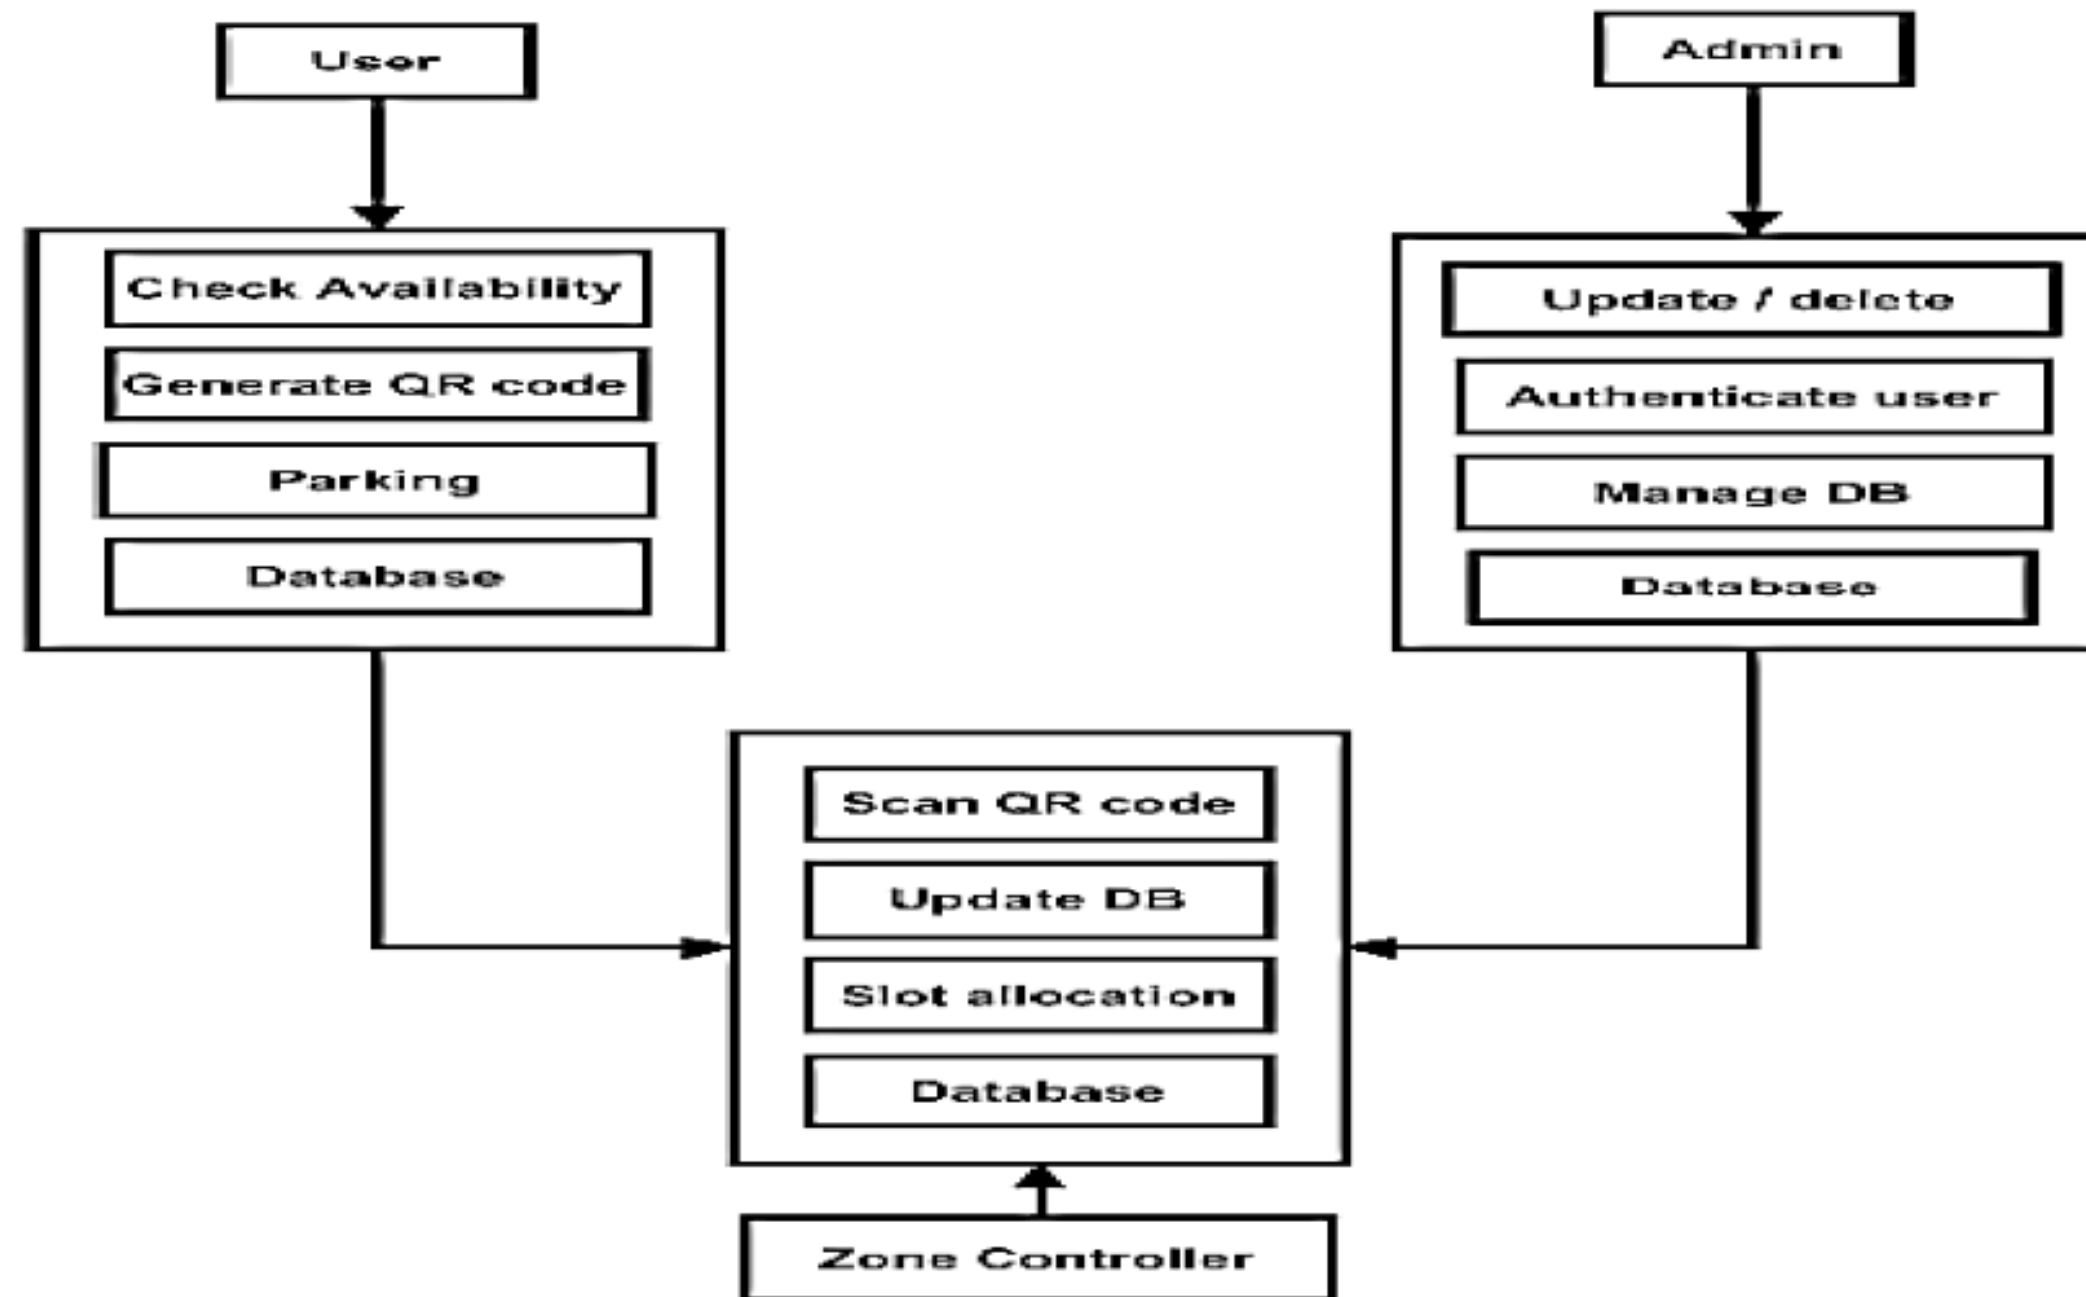 User
Admin
Check Availability
Generate QR code
Parking
Database
Update / delete
Authenticate user
Manage DB
Database
Scan QR code
Update DB
Slot allocation
Database
Zone Controller